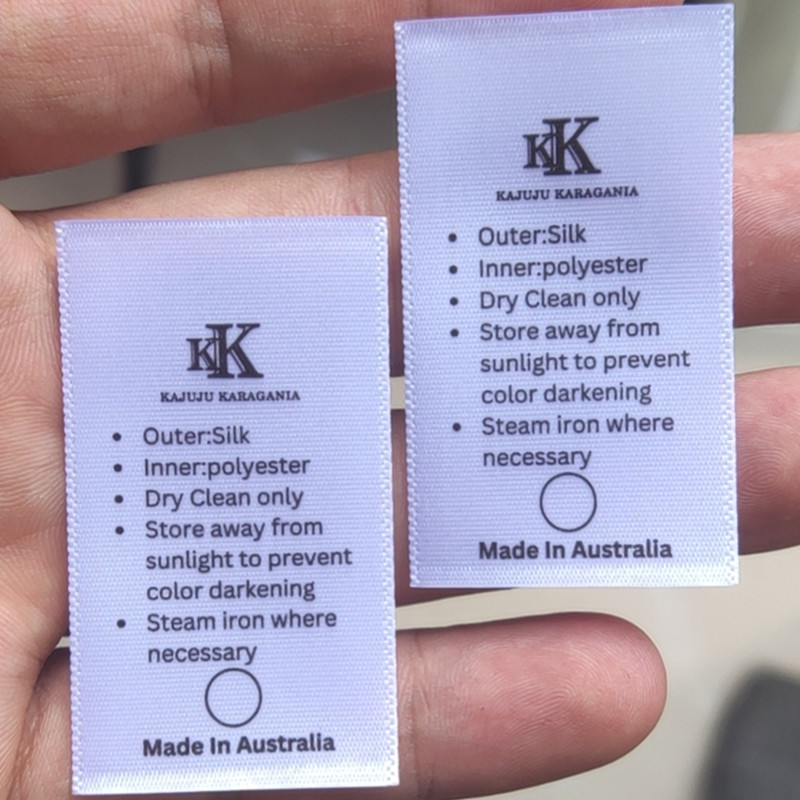 KK
KAJUJU KARAGANIA
• Outer:Silk
• Inner:polyester
• Dry Clean only
• Store away from
sunlight to prevent
color darkening
• Steam iron where
necessary
Made In Australia
KK
KAJUJU KARAGANIA
• Outer:Silk
• Inner:polyester
• Dry Clean only
• Store away from
sunlight to prevent
color darkening
• Steam iron where
necessary
Made In Australia